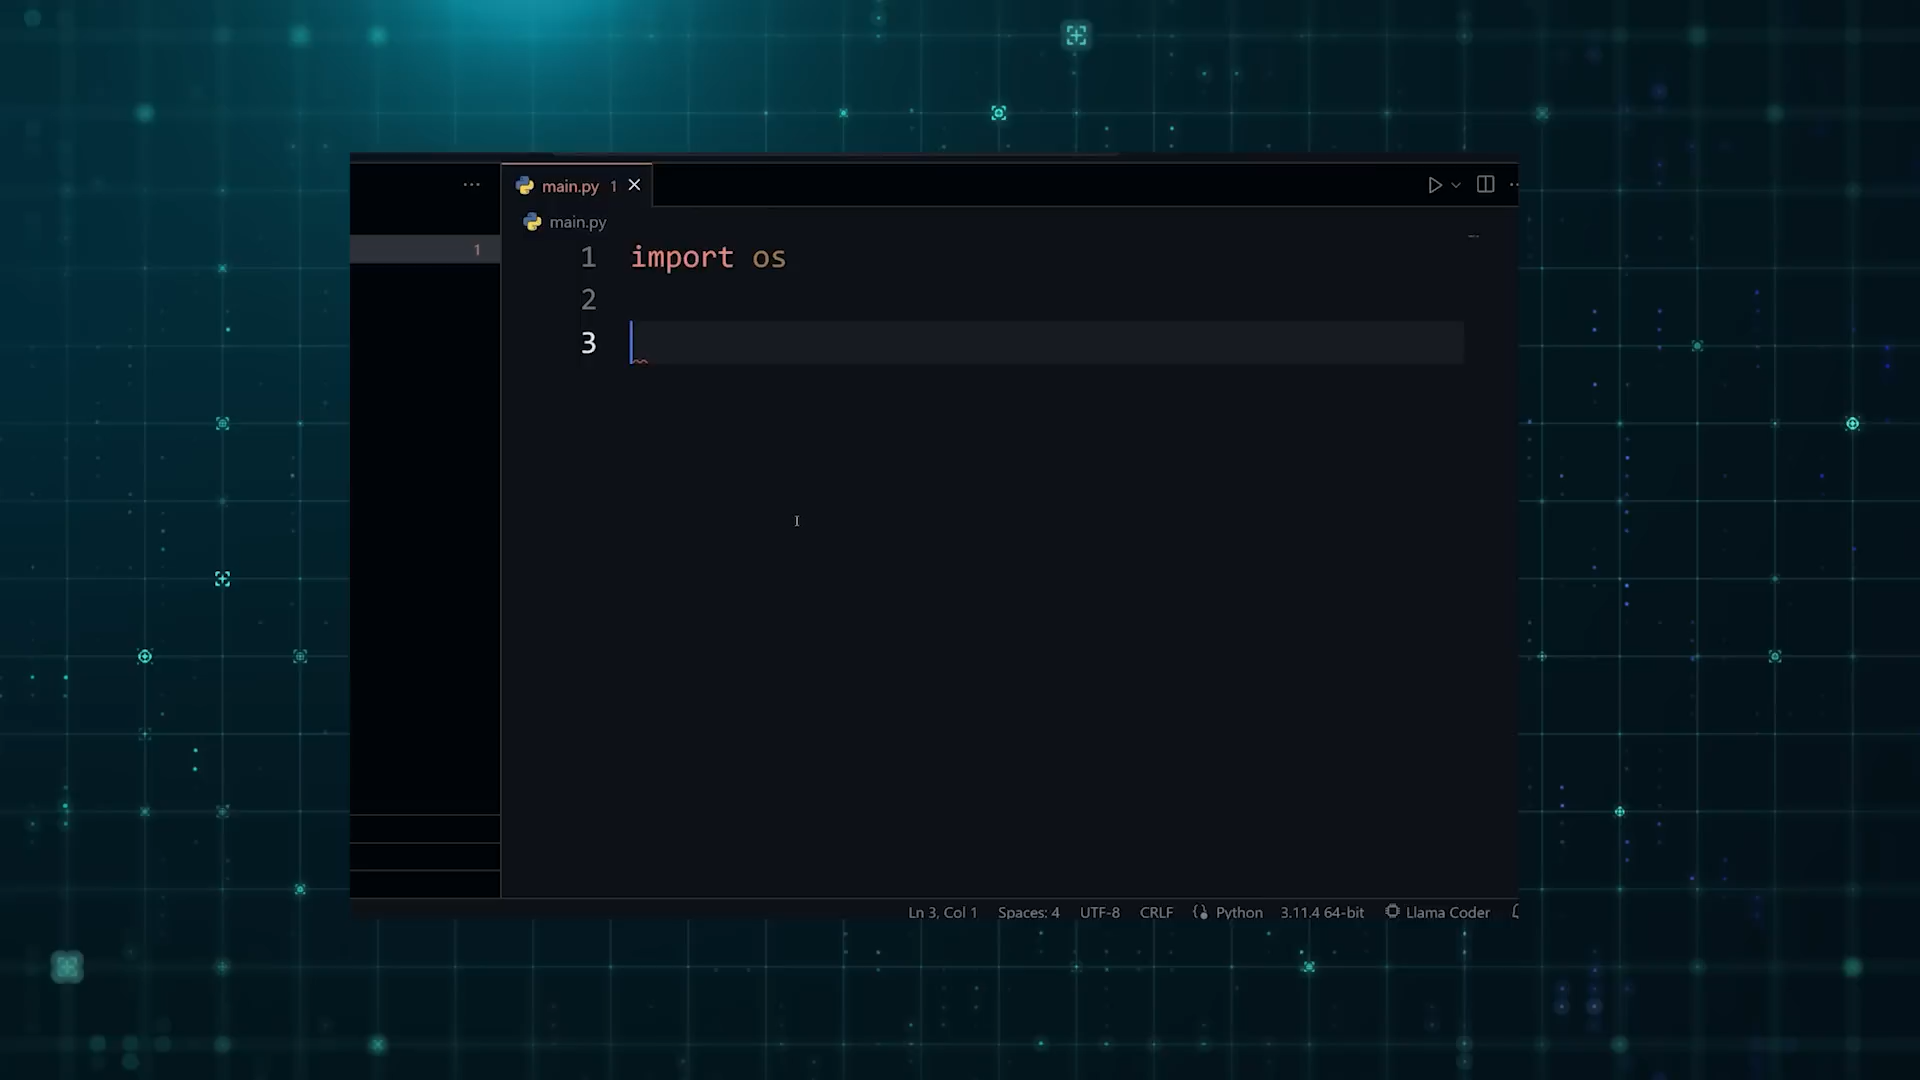 main.py 1
1
main.py
1 import os
2
3
Ln 3, Col 1 Spaces: 4 UTF-8 CRLF Python 3.11.4 64-bit Llama Coder